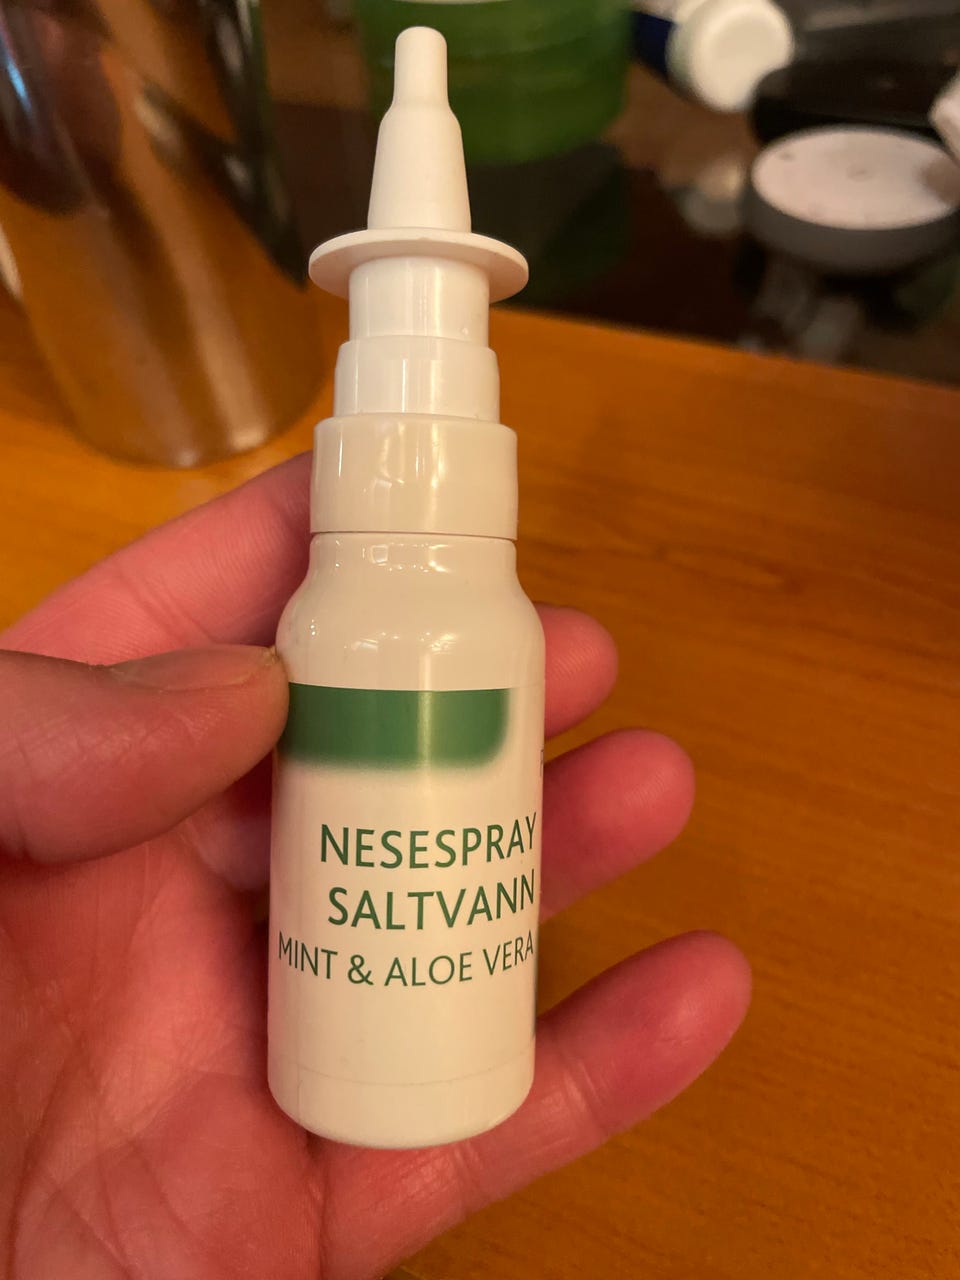 NESESPRAY
SALTVANN
MINT & ALOE VERA